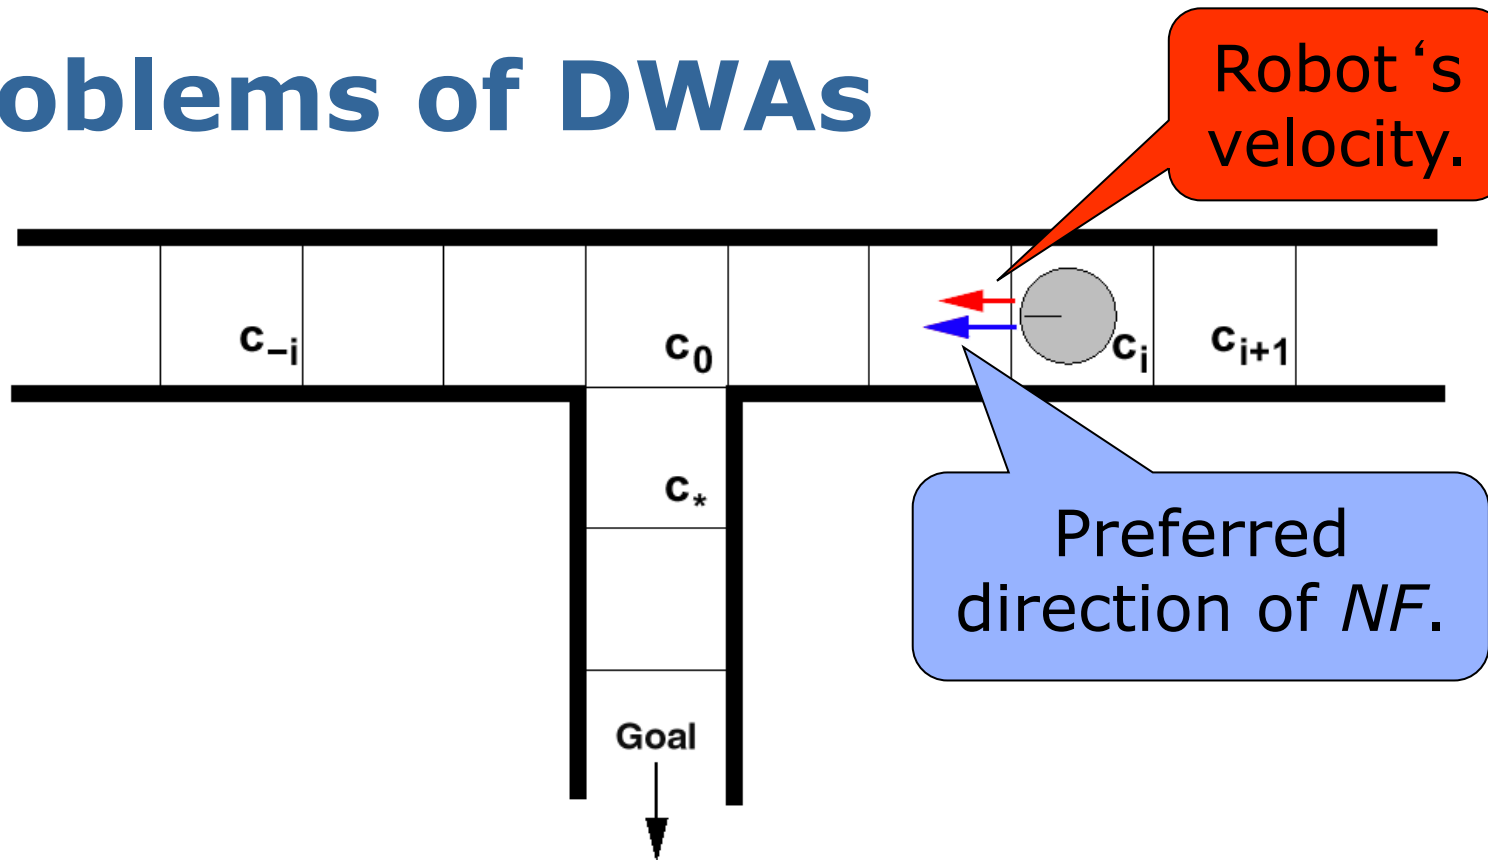 oblems of DWAs
Robot‘s
velocity.
c–i
c0
ci
ci+1
c*
Preferred
direction of NF.
Goal